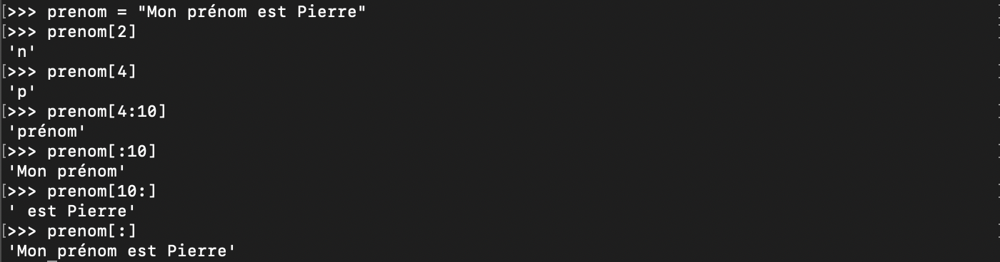 [>>> prenom = "Mon prénom est Pierre"
[>>> prenom[2]
'n'
[>>> prenom[4]
'p'
[>>> prenom[4:10]
'prénom'
[>>> prenom[:10]
'Mon prénom'
[>>> prenom[10:]
' est Pierre'
[>>> prenom[:]
'Mon prénom est Pierre'